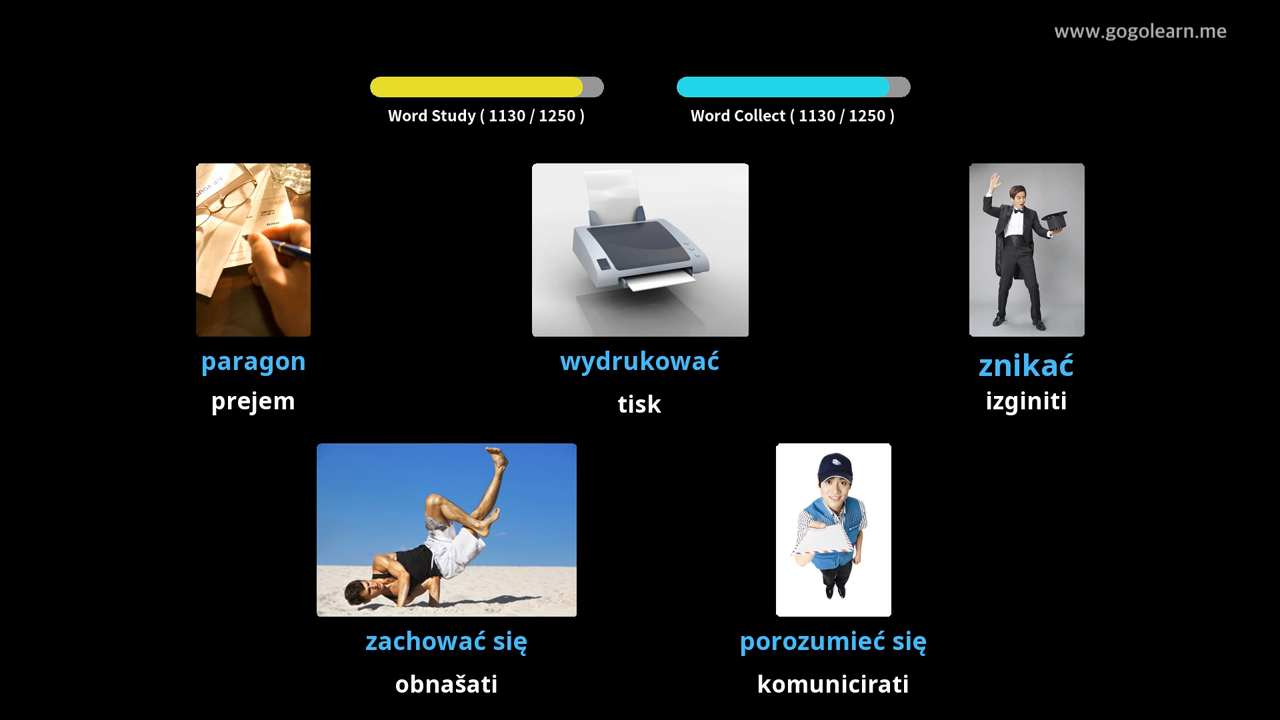 www.gogolearn.me
Word Study ( 1130 / 1250 )
Word Collect ( 1130 / 1250 )
paragon
prejem
wydrukować
tisk
znikać
izginiti
zachować się
obnašati
porozumieć się
komunicirati